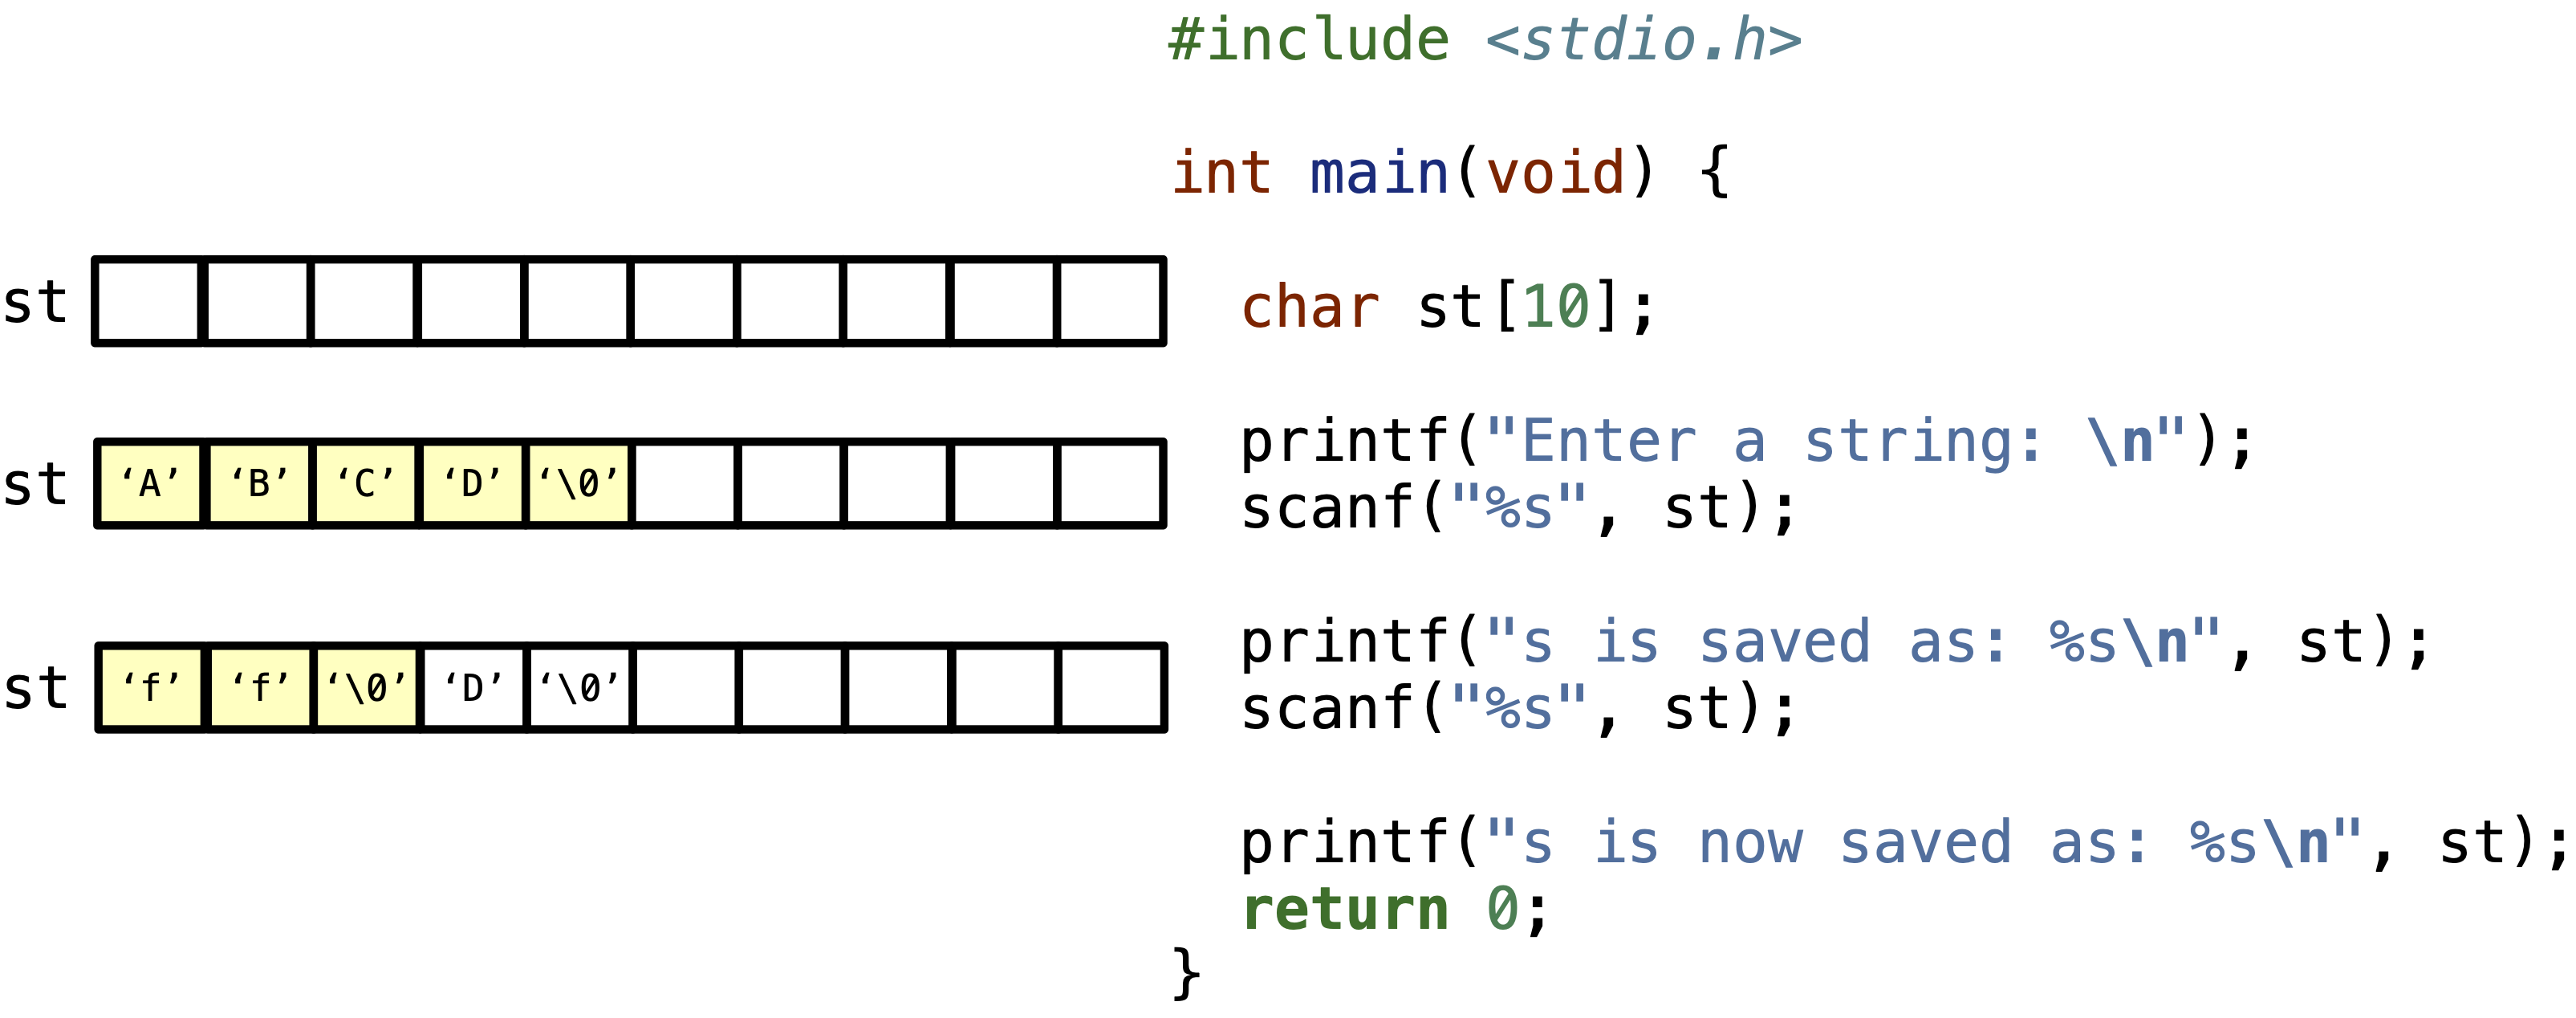 #include <stdio.h>
int main(void) {
st
char st[10];
st ‘A’ ‘B’ ‘C’ ‘D’ ‘\0’
printf("Enter a string: \n");
scanf("%s", st);
st ‘f’ ‘f’ ‘\0’ ‘D’ ‘\0’
printf("s is saved as: %s\n", st);
scanf("%s", st);
printf("s is now saved as: %s\n", st);
return 0;
}